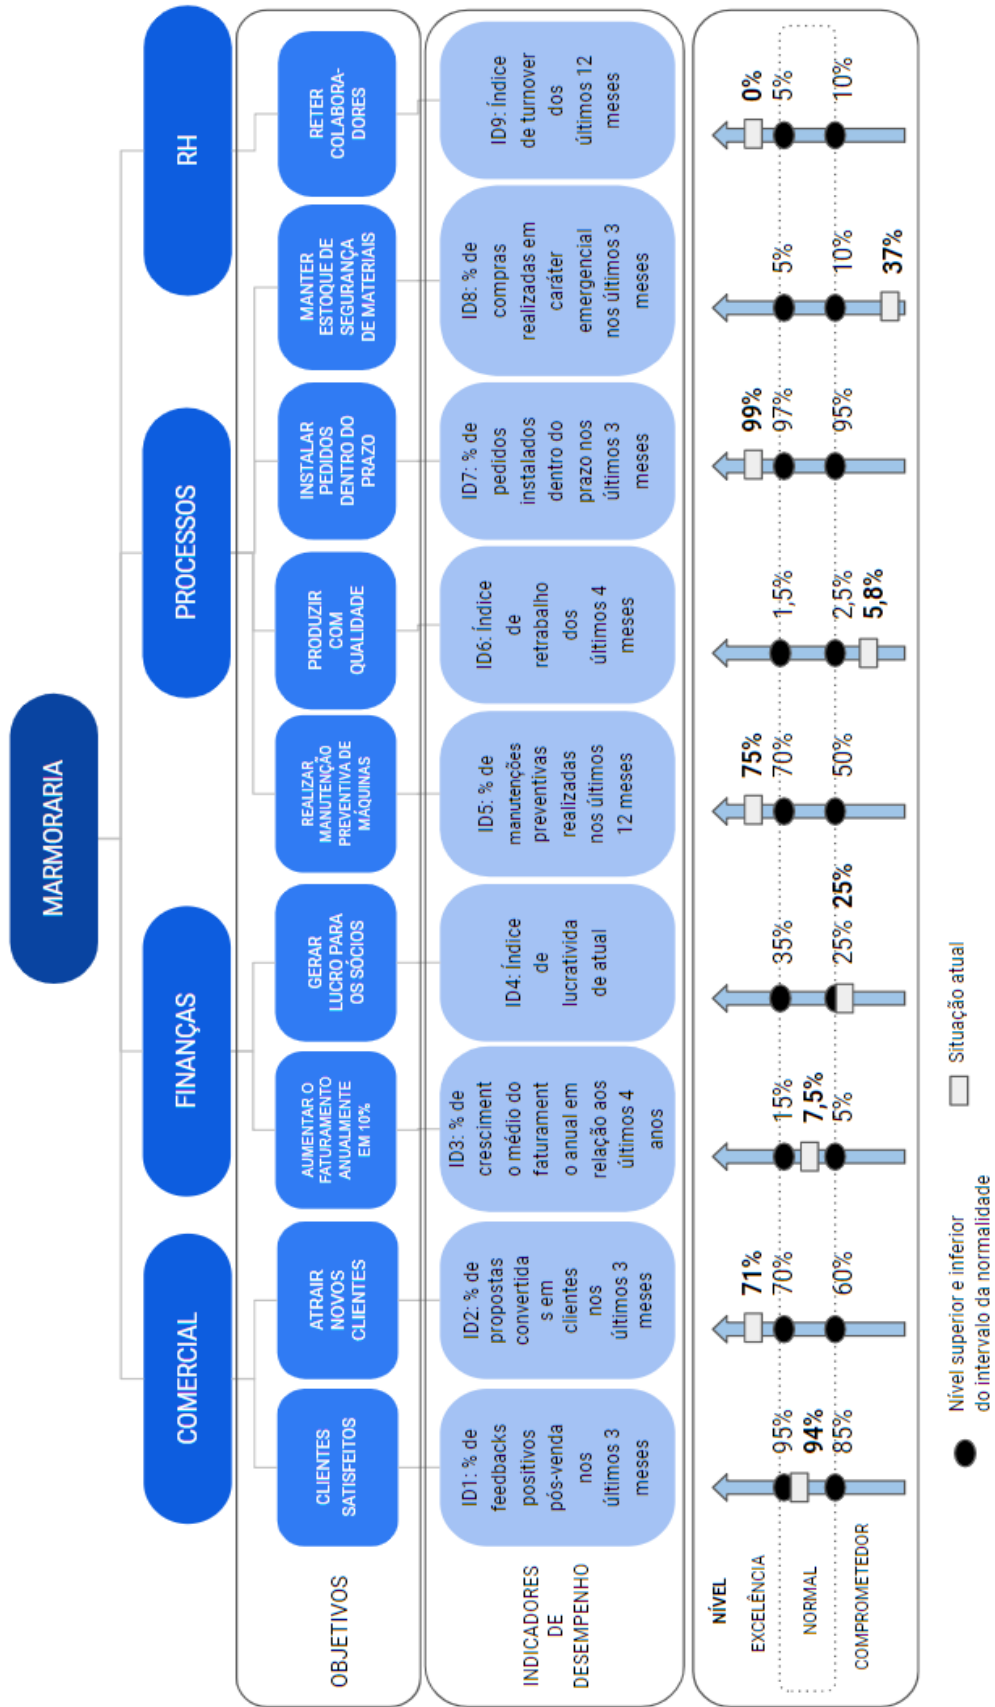 MARMORARIA
COMERCIAL
FINANÇAS
PROCESSOS
RH
OBJETIVOS
CLIENTES
SATISFEITOS
ATRAIR
NOVOS
CLIENTES
AUMENTAR O
FATURAMENTO
ANUALMENTE
EM 10%
GERAR
LUCRO PARA
OS SÓCIOS
REALIZAR
MANUTENÇÃO
PREVENTIVA DE
MÁQUINAS
PRODUZIR
COM
QUALIDADE
INSTALAR
PEDIDOS
DENTRO DO
PRAZO
MANTER
ESTOQUE DE
SEGURANÇA
DE MATERIAIS
RETER
COLABORA-
DORES
INDICADORES
DE
DESEMPENHO
ID1: % de
feedbacks
positivos
pós-venda
nos
últimos 3
meses
ID2: % de
propostas
convertida
s em
clientes
nos
últimos 3
meses
ID3: % de
cresciment
o médio do
faturament
o anual em
relação aos
últimos 4
anos
ID4: Índice
de
lucrativida
de atual
ID5: % de
manutenções
preventivas
realizadas
nos últimos
12 meses
ID6: Índice
de
retrabalho
dos
últimos 4
meses
ID7: % de
pedidos
instalados
dentro do
prazo nos
últimos 3
meses
ID8: % de
compras
realizadas em
caráter
emergencial
nos últimos 3
meses
ID9: Índice
de turnover
dos
últimos 12
meses
NÍVEL
EXCELÊNCIA
NORMAL
COMPROMETEDOR
95%
94%
85%
71%
70%
60%
15%
7,5%
5%
35%
25% 25%
75%
70%
50%
1,5%
2,5%
5,8%
99%
97%
95%
5%
10%
37%
0%
5%
10%
Nível superior e inferior
do intervalo da normalidade
Situação atual